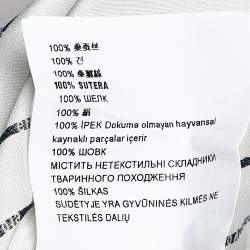 100% 桑蚕丝
100% 견
100% 桑蠶絲
100% SUTERA
100% ШЕЛК
100% 絹
100% İPEK Dokuma olmayan hayvansal
kaynaklı parçalar içerir
100% ШОВК
МІСТИТЬ НЕТЕКСТИЛЬНІ СКЛАДНИКИ
ТВАРИННОГО ПОХОДЖЕННЯ
100% ŠILKAS
SUDĖTYJE YRA GYVŪNINĖS KILMĖS NE
TEKSTILĖS DALIŲ